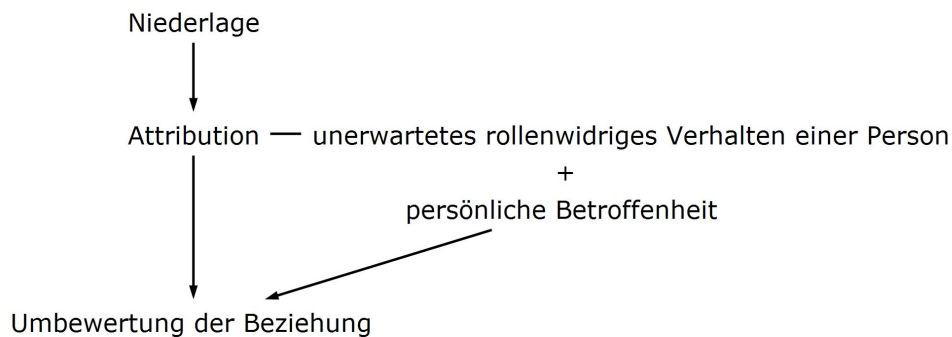 Niederlage
Attribution — unerwartetes rollenwidriges Verhalten einer Person
+
persönliche Betroffenheit
Umbewertung der Beziehung